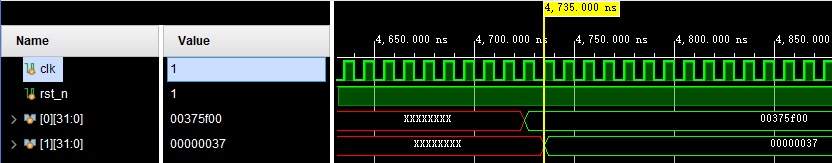 4,735.000 ns
Name Value
4,650.000 ns 4,700.000 ns 4,750.000 ns 4,800.000 ns 4,850.000
clk 1
rst_n 1
[0][31:0] 00375f00 XXXXXXXX 00375f00
[1][31:0] 00000037 XXXXXXXX 00000037